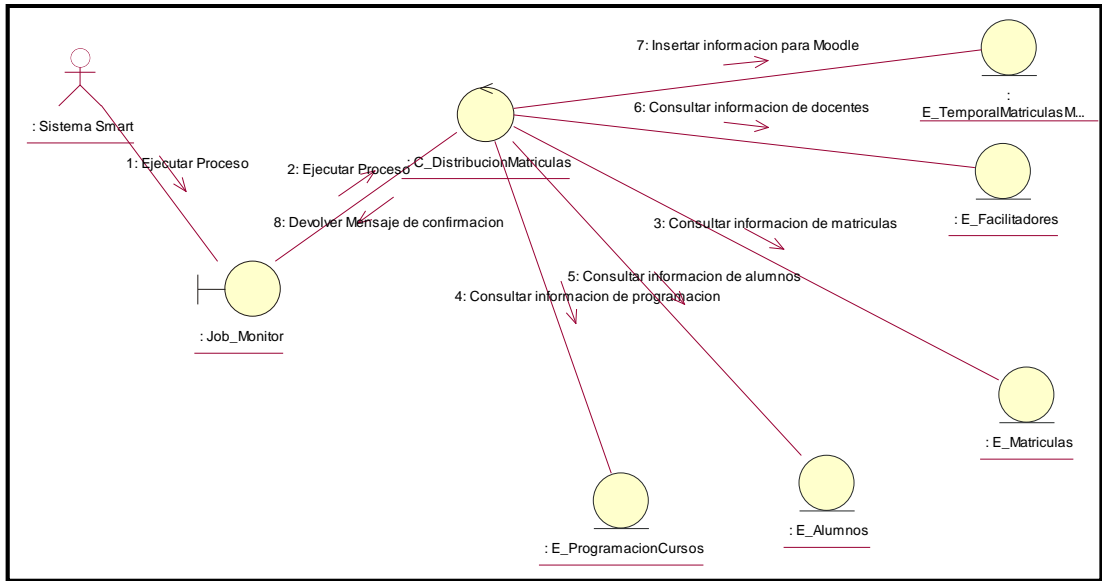 7: Insertar informacion para Moodle
:
E_TemporalMatriculasM...
6: Consultar informacion de docentes
: Sistema Smart
1: Ejecutar Proceso
2: Ejecutar Proceso
: C_DistribucionMatriculas
8: Devolver Mensaje de confirmacion
: E_Facilitadores
3: Consultar informacion de matriculas
5: Consultar informacion de alumnos
4: Consultar informacion de programacion
: Job_Monitor
: E_Matriculas
: E_Alumnos
: E_ProgramacionCursos